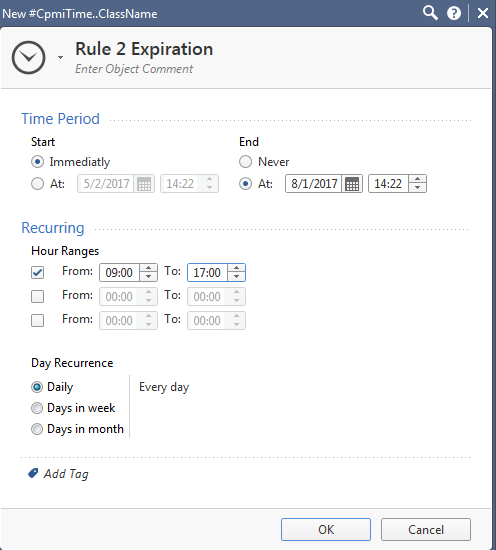 New #CpmiTime..ClassName
Rule 2 Expiration
Enter Object Comment
Time Period
Start End
Immediatly Never
At: 5/2/2017 14:22 At: 8/1/2017 14:22
Recurring
Hour Ranges
From: 09:00 To: 17:00
From: 00:00 To: 00:00
From: 00:00 To: 00:00
Day Recurrence
Daily Every day
Days in week
Days in month
Add Tag
OK Cancel